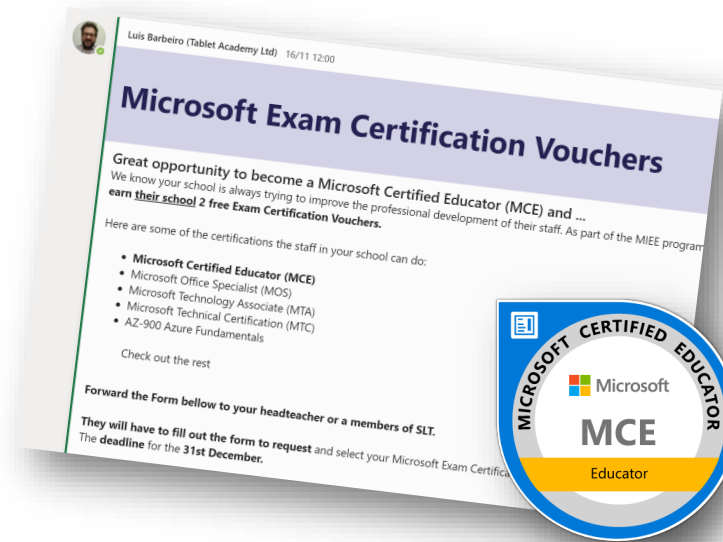 Luis Barbeiro (Tablet Academy Ltd) 16/11 12:00
Microsoft Exam Certification Vouchers
Great opportunity to become a Microsoft Certified Educator (MCE) and ...
We know your school is always trying to improve the professional development of their staff. As part of the MIEE program
earn their school 2 free Exam Certification Vouchers.
Here are some of the certifications the staff in your school can do:
• Microsoft Certified Educator (MCE)
• Microsoft Office Specialist (MOS)
• Microsoft Technology Associate (MTA)
• Microsoft Technical Certification (MTC)
• AZ-900 Azure Fundamentals
Check out the rest
Forward the Form bellow to your headteacher or a members of SLT.
They will have to fill out the form to request and select your Microsoft Exam Certifica
The deadline for the 31st December.
MICROSOFT CERTIFIED EDUCATOR
Microsoft
MCE
Educator